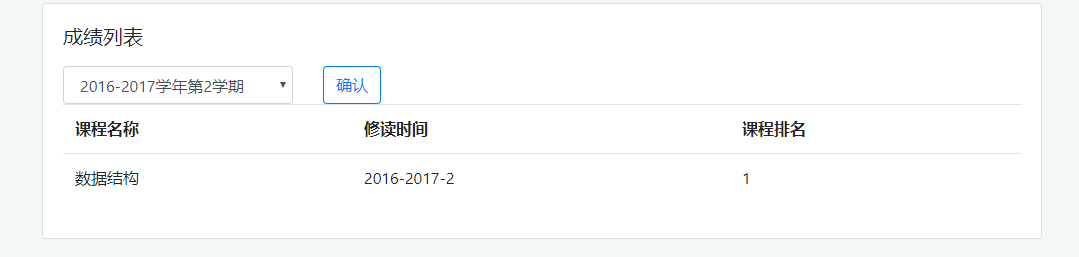 成绩列表
2016-2017学年第2学期 确认
课程名称 修读时间 课程排名
数据结构 2016-2017-2 1